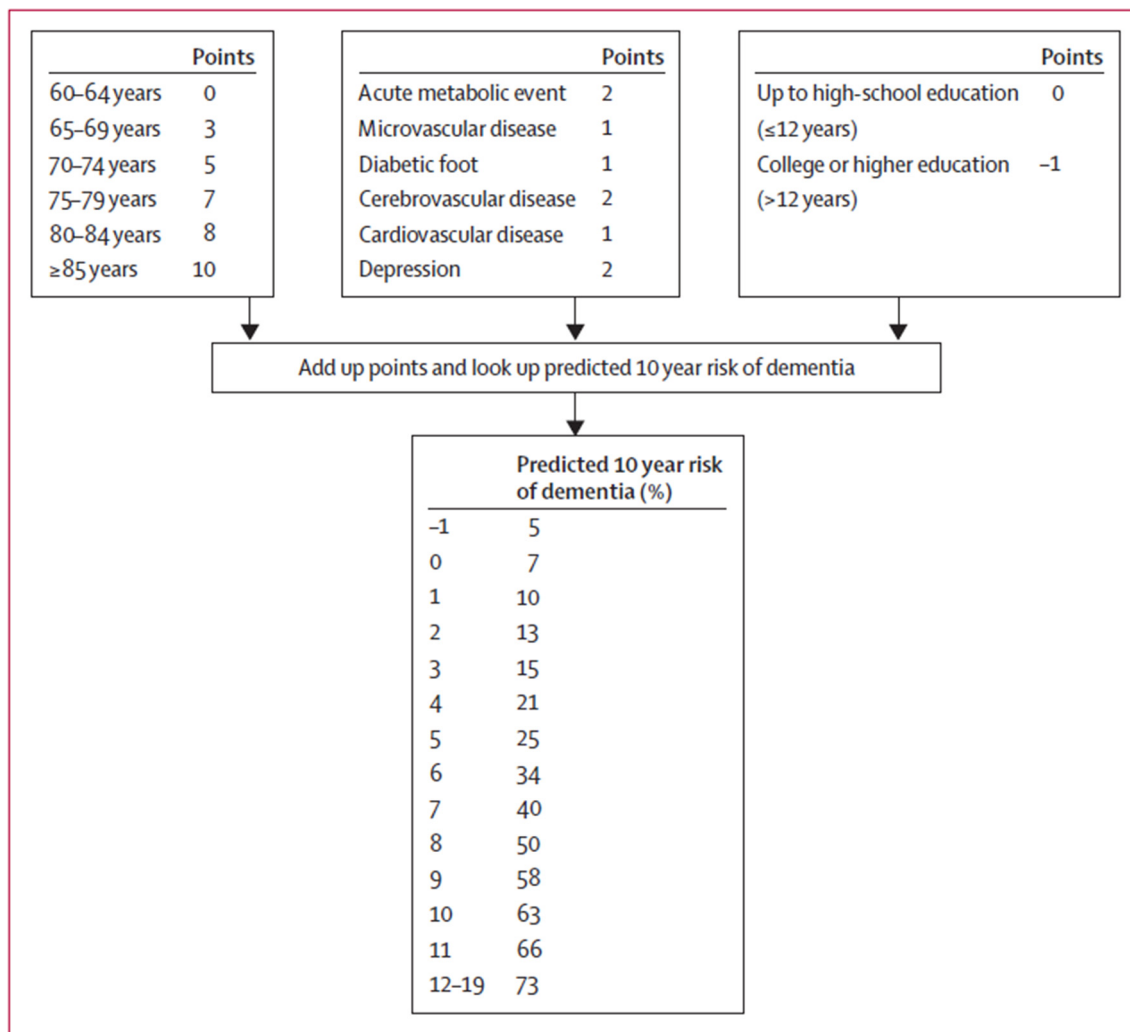 Points
60–64 years 0
65–69 years 3
70–74 years 5
75–79 years 7
80–84 years 8
≥85 years 10
Points
Acute metabolic event 2
Microvascular disease 1
Diabetic foot 1
Cerebrovascular disease 2
Cardiovascular disease 1
Depression 2
Points
Up to high-school education 0
(≤12 years)
College or higher education –1
(>12 years)
Add up points and look up predicted 10 year risk of dementia
Predicted 10 year risk
of dementia (%)
–1 5
0 7
1 10
2 13
3 15
4 21
5 25
6 34
7 40
8 50
9 58
10 63
11 66
12–19 73